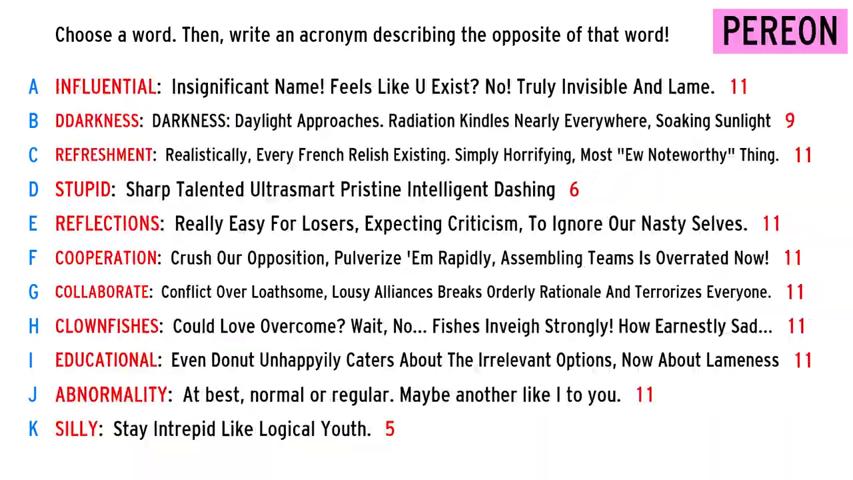 Choose a word. Then, write an acronym describing the opposite of that word!
PEREON
A INFLUENTIAL: Insignificant Name! Feels Like U Exist? No! Truly Invisible And Lame. 11
B DDARKNESS: DARKNESS: Daylight Approaches. Radiation Kindles Nearly Everywhere, Soaking Sunlight 9
C REFRESHMENT: Realistically, Every French Relish Existing. Simply Horrifying, Most "Ew Noteworthy" Thing. 11
D STUPID: Sharp Talented Ultrasmart Pristine Intelligent Dashing 6
E REFLECTIONS: Really Easy For Losers, Expecting Criticism, To Ignore Our Nasty Selves. 11
F COOPERATION: Crush Our Opposition, Pulverize 'Em Rapidly, Assembling Teams Is Overrated Now! 11
G COLLABORATE: Conflict Over Loathsome, Lousy Alliances Breaks Orderly Rationale And Terrorizes Everyone. 11
H CLOWNFISHES: Could Love Overcome? Wait, No... Fishes Inveigh Strongly! How Earnestly Sad... 11
I EDUCATIONAL: Even Donut Unhappyily Caters About The Irrelevant Options, Now About Lameness 11
J ABNORMALITY: At best, normal or regular. Maybe another like I to you. 11
K SILLY: Stay Intrepid Like Logical Youth. 5